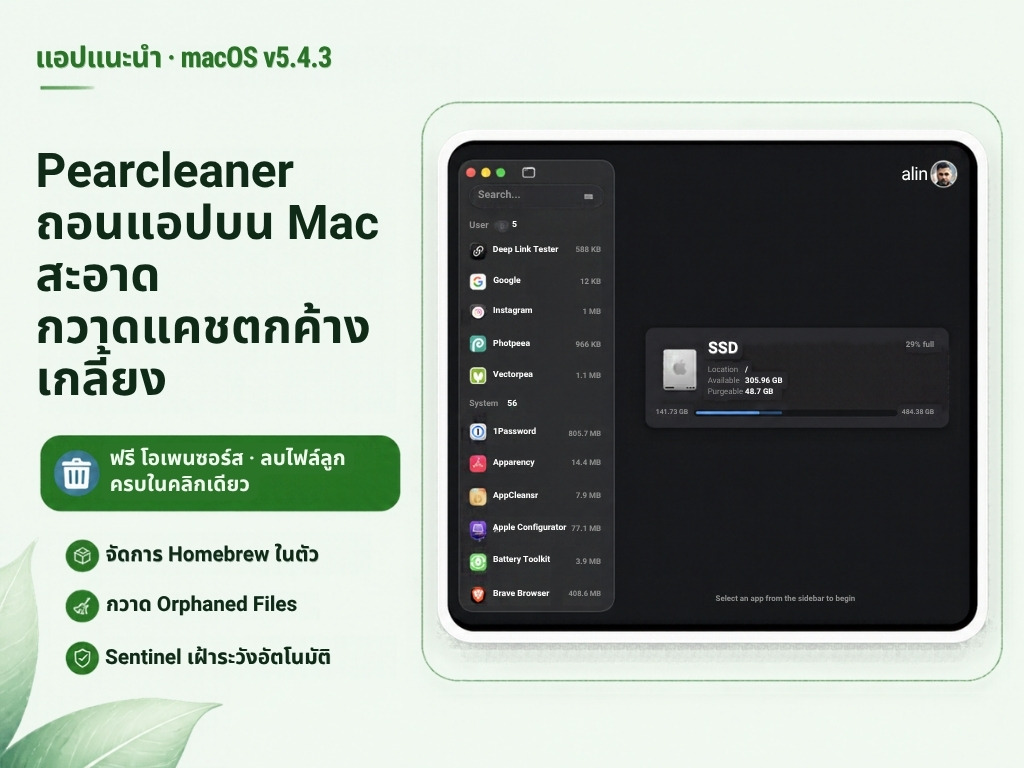 แอปแนะนำ · macOS v5.4.3
Pearcleaner
ถอนแอปบน Mac
สะอาด
กวาดแคชตกค้าง
เกลี้ยง
ฟรี โอเพนซอร์ส · ลบไฟล์ลูก
ครบในคลิกเดียว
จัดการ Homebrew ในตัว
กวาด Orphaned Files
Sentinel เฝ้าระวังอัตโนมัติ
Search...
User 5
Deep Link Tester 588 KB
Google 12 KB
Instagram 1 MB
Photpeea 966 KB
Vectorpea 1.1 MB
System 56
1Password 805.7 MB
Apparency 14.4 MB
AppCleansr 7.9 MB
Apple Configurator 77.1 MB
Battery Toolkit 3.9 MB
Brave Browser 408.6 MB
alin
SSD 29% full
Location /
Available 305.96 GB
Purgeable 48.7 GB
141.73 GB 484.38 GB
Select an app from the sidebar to begin